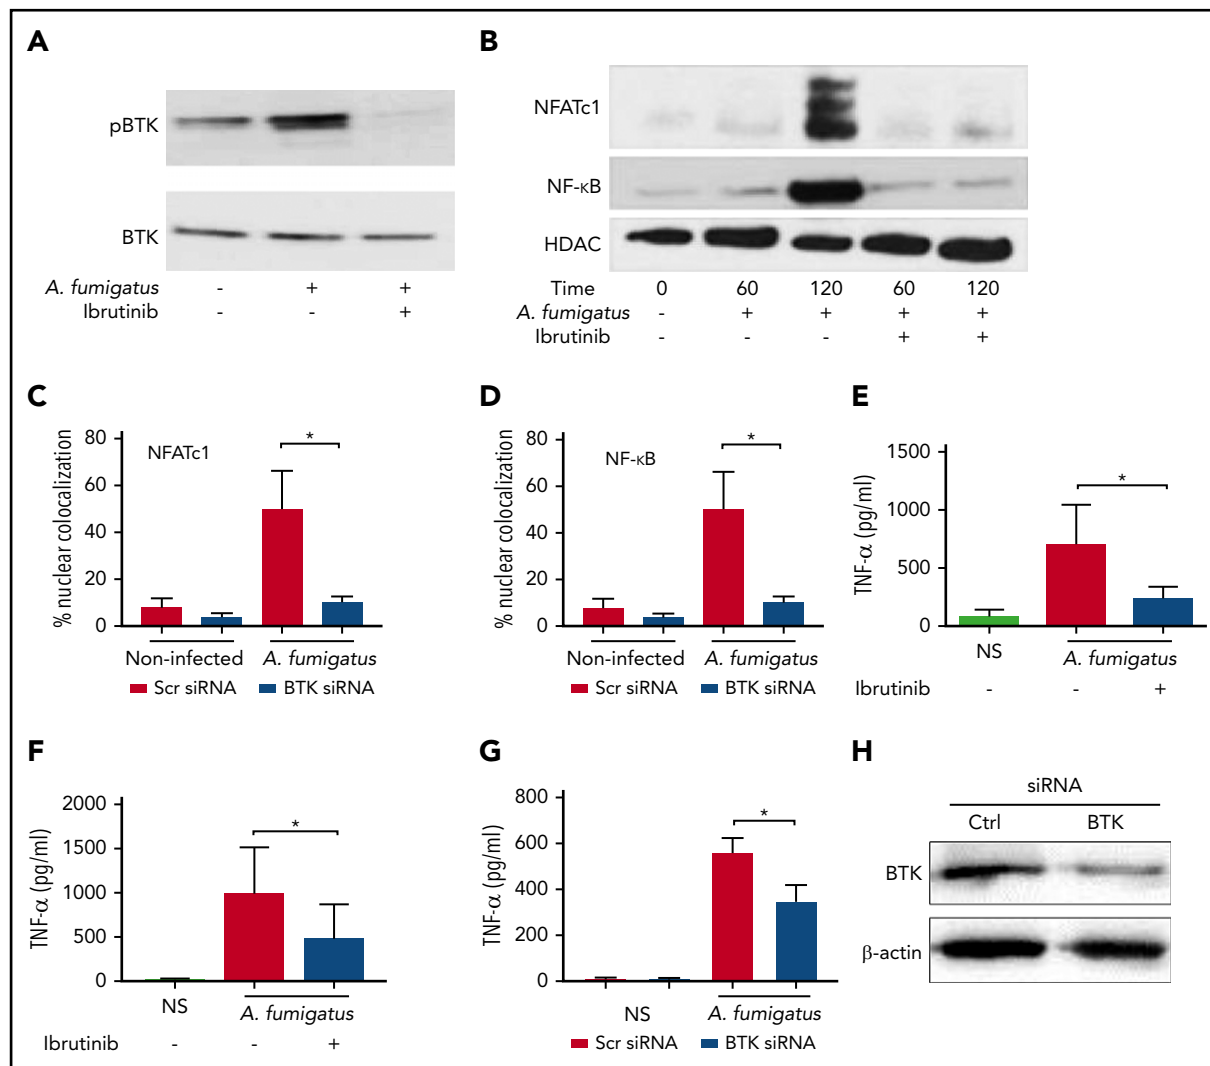 A
pBTK
BTK
A. fumigatus - + +
Ibrutinib - - +
B
NFATc1
NF-κB
HDAC
Time 0 60 120 60 120
A. fumigatus - + + + +
Ibrutinib - - - + +
C
% nuclear colocalization
80
60
40
20
0
NFATc1
*
Non-infected A. fumigatus
Scr siRNA BTK siRNA
D
% nuclear colocalization
80
60
40
20
0
NF-κB
*
Non-infected A. fumigatus
Scr siRNA BTK siRNA
E
TNF-α (pg/ml)
1500
1000
500
0
*
NS A. fumigatus
Ibrutinib - - +
F
TNF-α (pg/ml)
2000
1500
1000
500
0
*
NS A. fumigatus
Ibrutinib - - +
G
TNF-α (pg/ml)
800
600
400
200
0
*
NS A. fumigatus
Scr siRNA BTK siRNA
H
siRNA
Ctrl BTK
BTK
β-actin